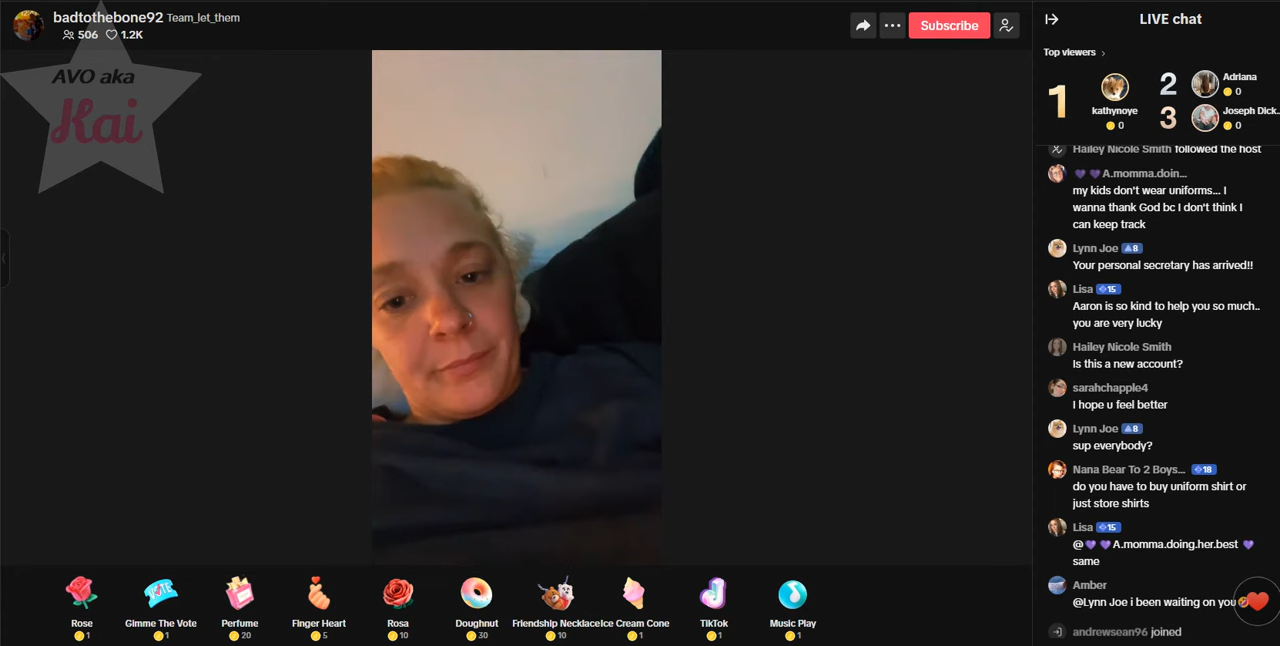 badtothebone92 Team_let_them
506 1.2K
Subscribe
AVO aka
Kai
LIVE chat
Top viewers
1
kathynoye
0
2
Adriana
0
3
Joseph Dick...
0
Hailey Nicole Smith followed the host
💜 💜 A.momma.doin...
my kids don't wear uniforms... I
wanna thank God bc I don't think I
can keep track
Lynn Joe 8
Your personal secretary has arrived!!
Lisa 15
Aaron is so kind to help you so much..
you are very lucky
Hailey Nicole Smith
Is this a new account?
sarahchapple4
I hope u feel better
Lynn Joe 8
sup everybody?
Nana Bear To 2 Boys... 18
do you have to buy uniform shirt or
just store shirts
Lisa 15
@💜 💜 A.momma.doing.her.best 💜
same
Amber
@Lynn Joe i been waiting on you 🤣
andrewsean96 joined
VOTE
Rose
1
Gimme The Vote
1
Perfume
20
Finger Heart
5
Rosa
10
Doughnut
30
Friendship Necklace
10
Ice Cream Cone
1
TikTok
1
Music Play
1